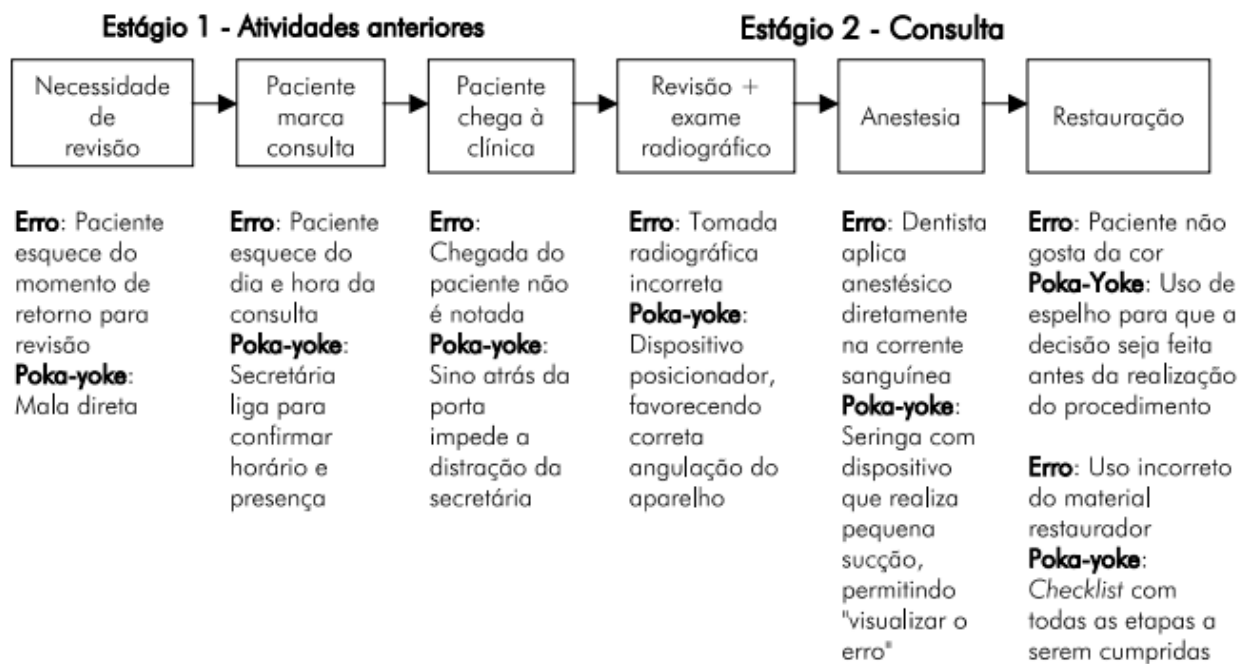 Estágio 1 - Atividades anteriores
Estágio 2 - Consulta
Necessidade
de
revisão
Paciente
marca
consulta
Paciente
chega à
clínica
Revisão +
exame
radiográfico
Anestesia
Restauração
Erro: Paciente
esquece do
momento de
retorno para
revisão
Poka-yoke:
Mala direta
Erro: Paciente
esquece do
dia e hora da
consulta
Poka-yoke:
Secretária
liga para
confirmar
horário e
presença
Erro:
Chegada do
paciente não
é notada
Poka-yoke:
Sino atrás da
porta
impede a
distração da
secretária
Erro: Tomada
radiográfica
incorreta
Poka-yoke:
Dispositivo
posicionador,
favorecendo
correta
angulação do
aparelho
Erro: Dentista
aplica
anestésico
diretamente
na corrente
sanguínea
Poka-yoke:
Seringa com
dispositivo
que realiza
pequena
sucção,
permitindo
"visualizar o
erro"
Erro: Paciente não
gosta da cor
Poka-Yoke: Uso de
espelho para que a
decisão seja feita
antes da realização
do procedimento
Erro: Uso incorreto
do material
restaurador
Poka-yoke:
Checklist com
todas as etapas a
serem cumpridas